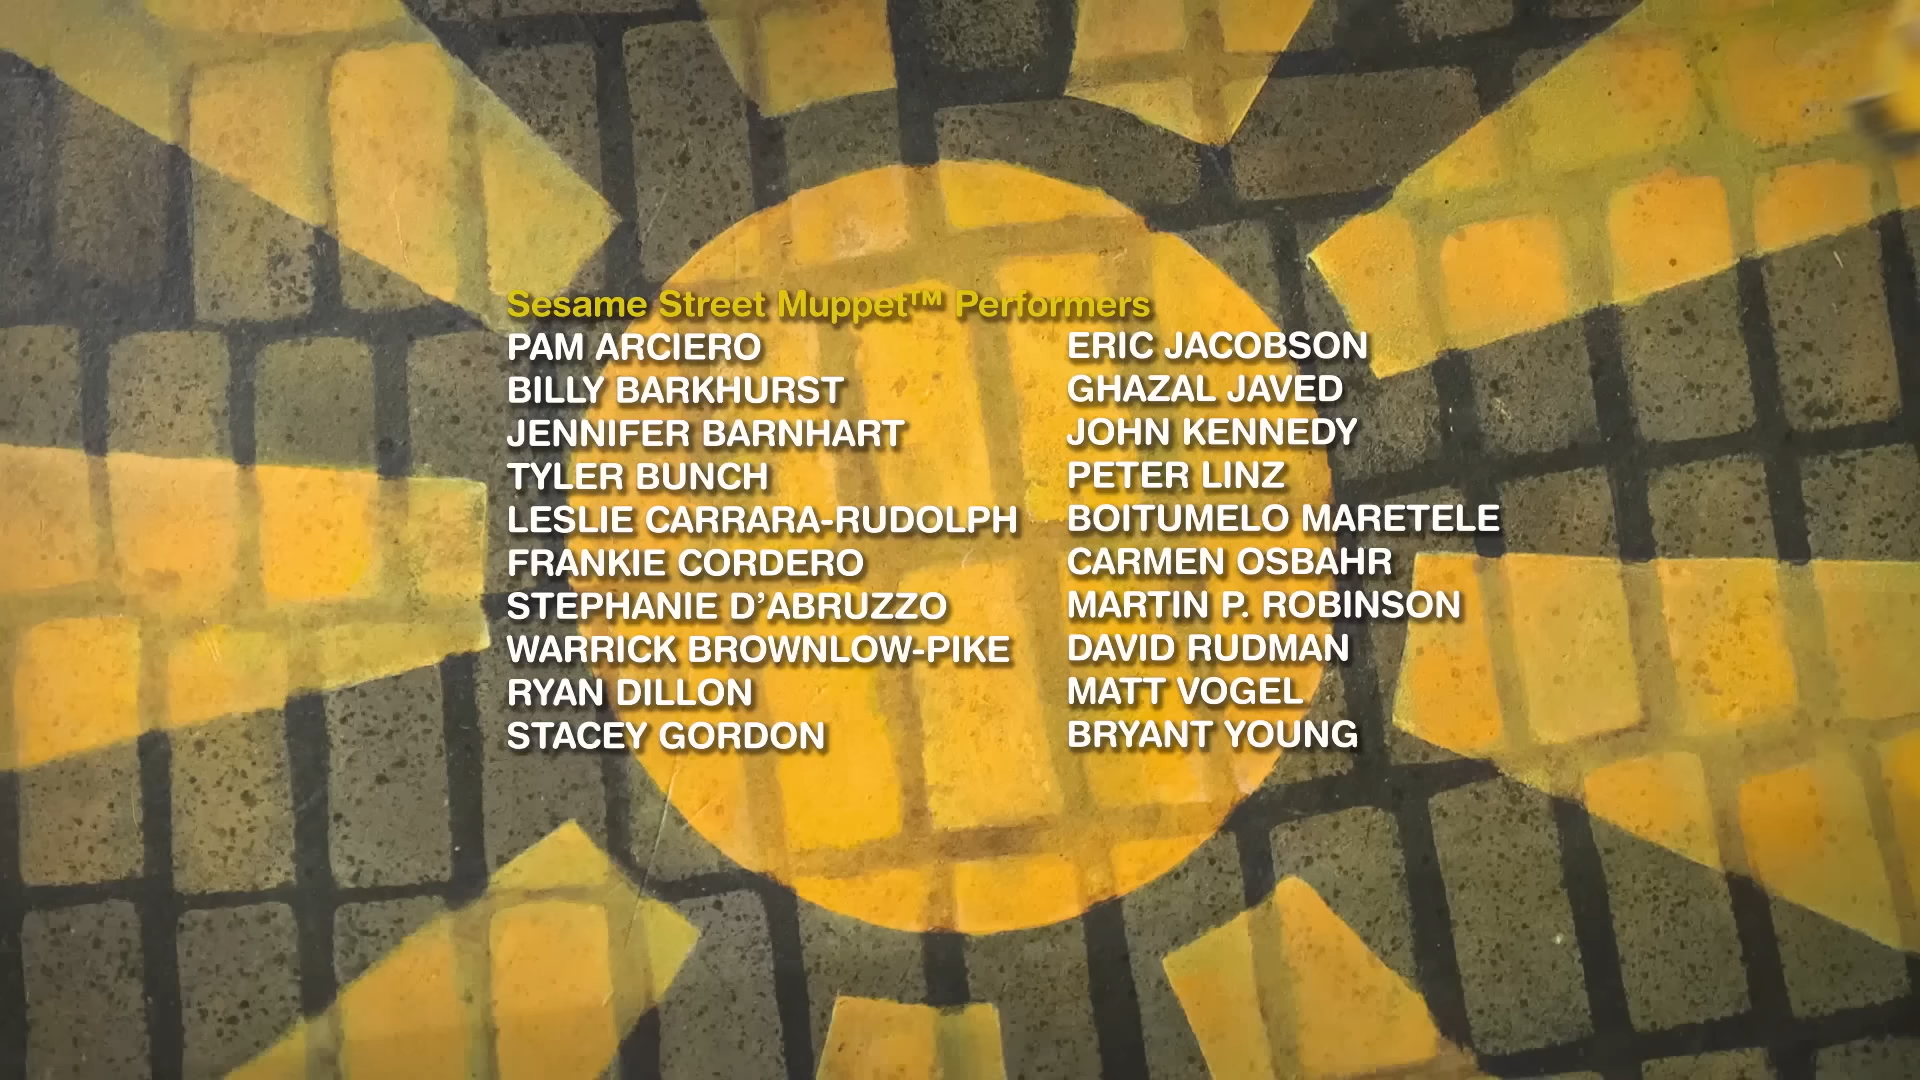 Sesame Street Muppet™ Performers
PAM ARCIERO
BILLY BARKHURST
JENNIFER BARNHART
TYLER BUNCH
LESLIE CARRARA-RUDOLPH
FRANKIE CORDERO
STEPHANIE D’ABRUZZO
WARRICK BROWNLOW-PIKE
RYAN DILLON
STACEY GORDON
ERIC JACOBSON
GHAZAL JAVED
JOHN KENNEDY
PETER LINZ
BOITUMELO MARETELE
CARMEN OSBAHR
MARTIN P. ROBINSON
DAVID RUDMAN
MATT VOGEL
BRYANT YOUNG